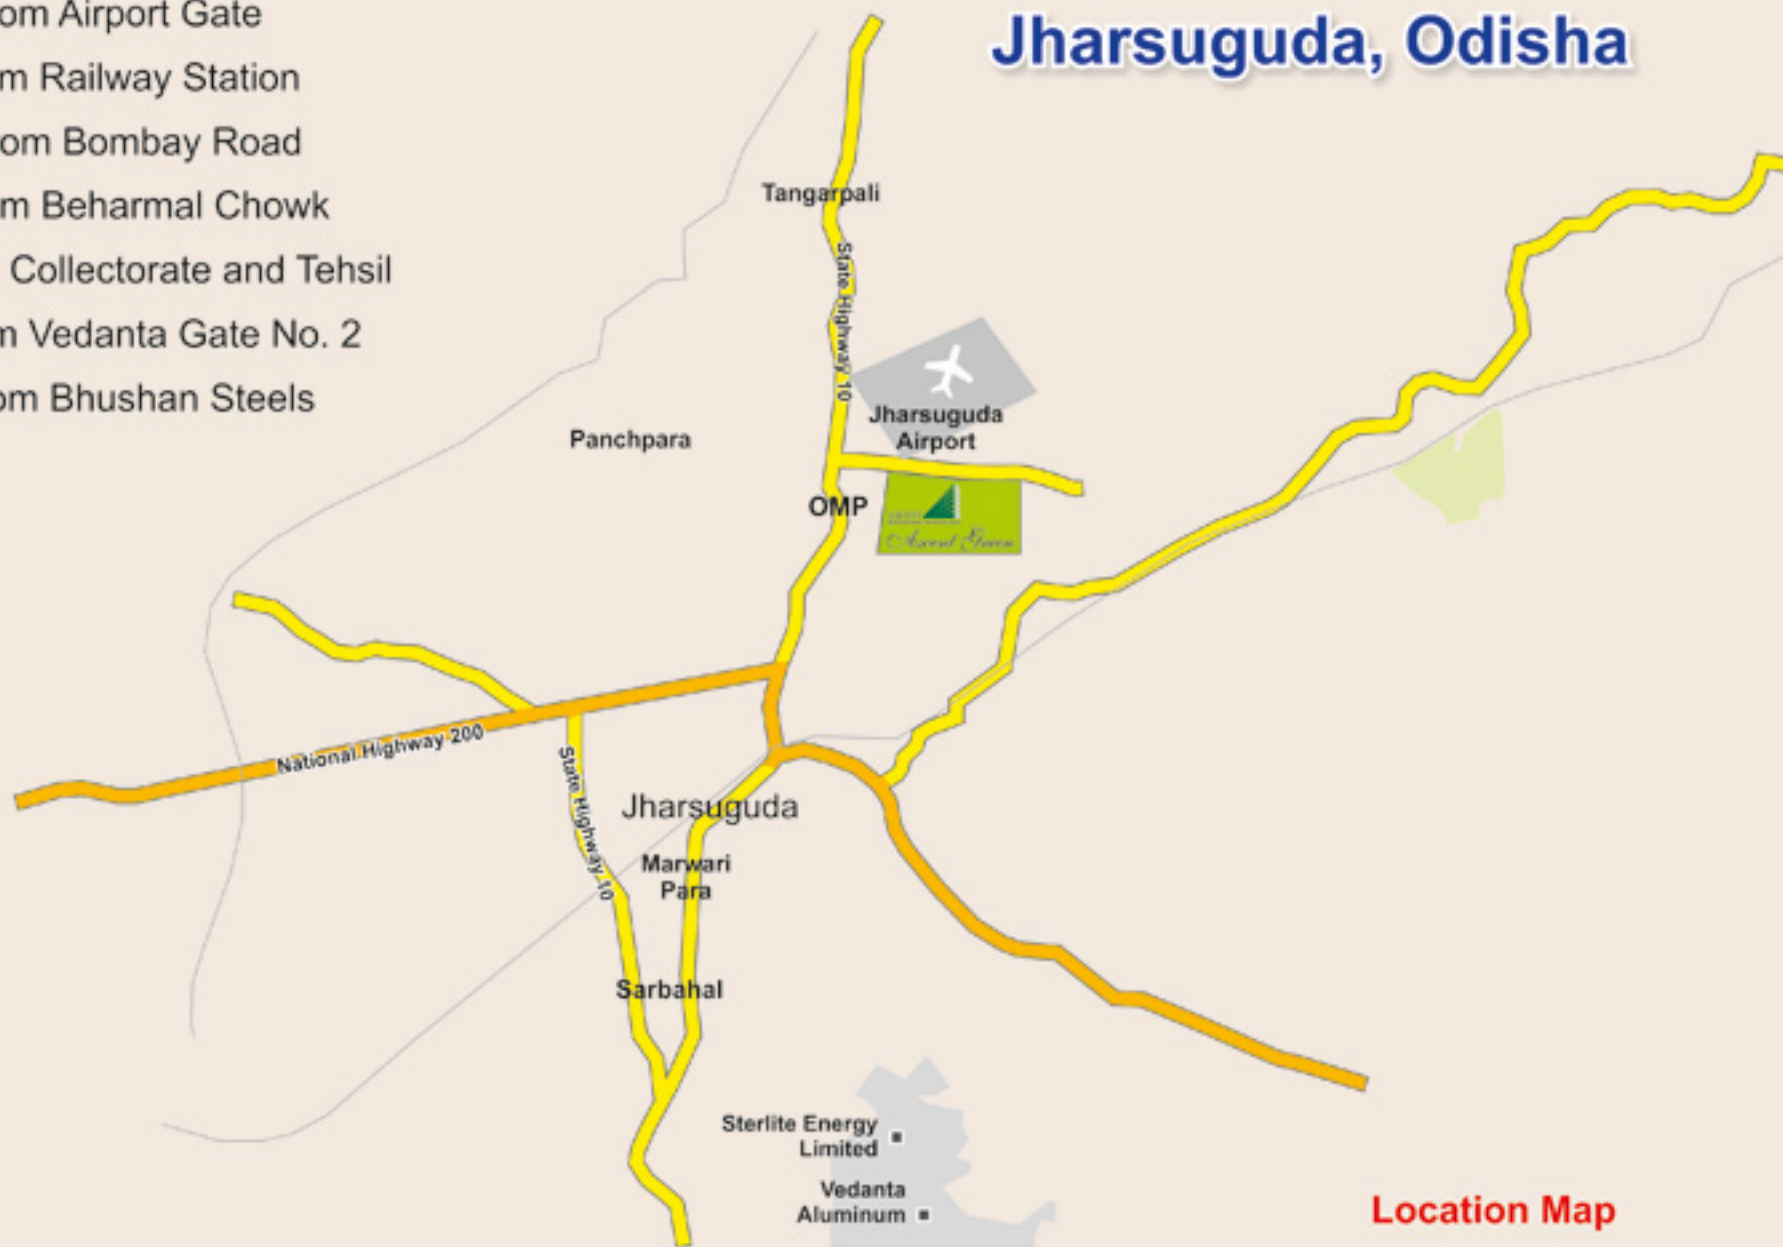 om Airport Gate
m Railway Station
om Bombay Road
m Beharmal Chowk
Collectorate and Tehsil
m Vedanta Gate No. 2
om Bhushan Steels
Jharsuguda, Odisha
Tangarpali
State Highway 10
Jharsuguda
Airport
Panchpara
OMP
Ascent Green
National Highway 200
State Highway 10
Jharsuguda
Marwari
Para
Sarbahal
Sterlite Energy
Limited
Vedanta
Aluminum
Location Map